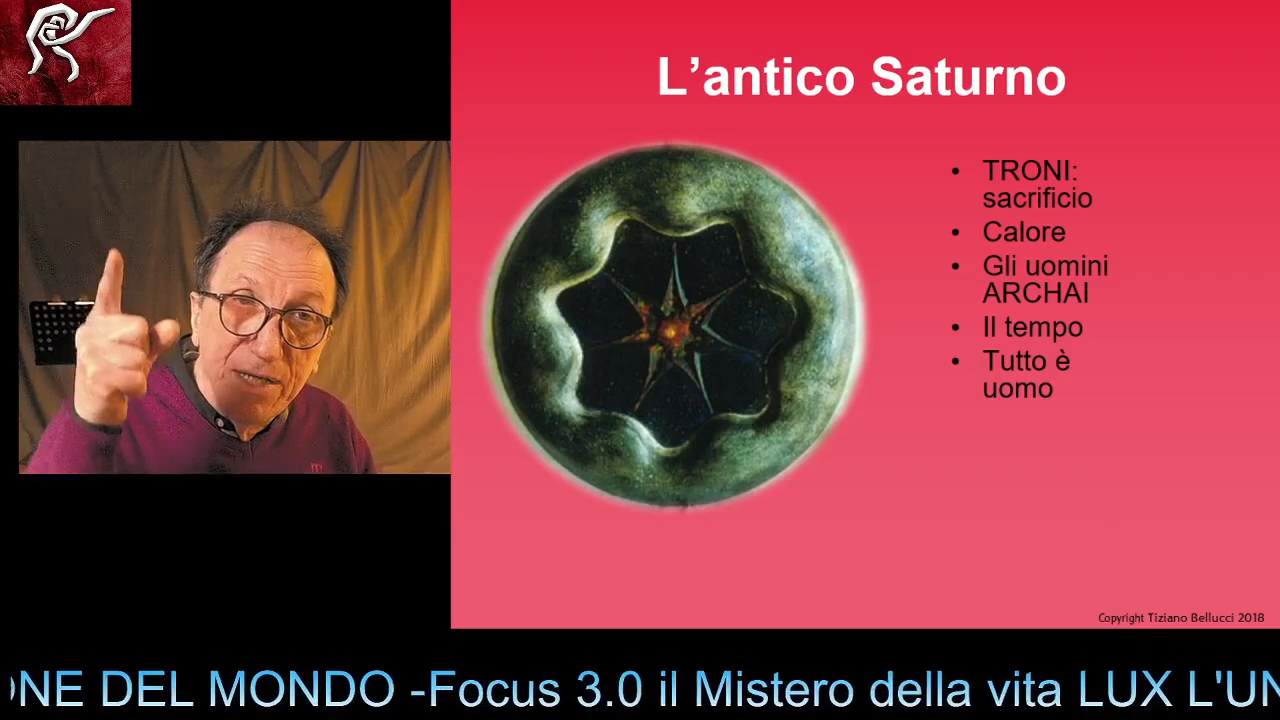 L'antico Saturno
• TRONI:
sacrificio
• Calore
• Gli uomini
ARCHAI
• Il tempo
• Tutto è
uomo
Copyright Tiziano Bellucci 2018
ONE DEL MONDO -Focus 3.0 il Mistero della vita LUX L'UN